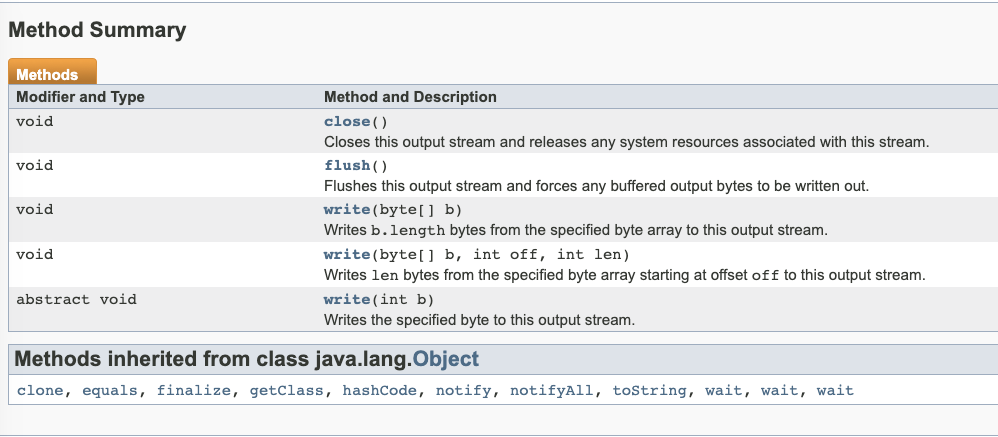 Method Summary
Methods
Modifier and Type Method and Description
void close()
Closes this output stream and releases any system resources associated with this stream.
void flush()
Flushes this output stream and forces any buffered output bytes to be written out.
void write(byte[] b)
Writes b.length bytes from the specified byte array to this output stream.
void write(byte[] b, int off, int len)
Writes len bytes from the specified byte array starting at offset off to this output stream.
abstract void write(int b)
Writes the specified byte to this output stream.
Methods inherited from class java.lang.Object
clone, equals, finalize, getClass, hashCode, notify, notifyAll, toString, wait, wait, wait